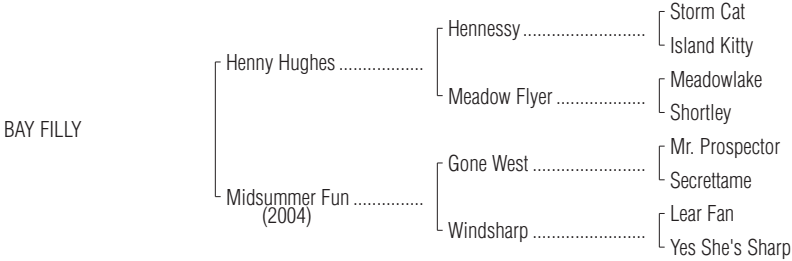 Storm Cat
Hennessy ..........................
Island Kitty
Henny Hughes ..................
Meadowlake
Meadow Flyer ...................
Shortley
BAY FILLY
Mr. Prospector
Gone West ........................
Secrettame
Midsummer Fun ...............
(2004)
Lear Fan
Windsharp ........................
Yes She's Sharp